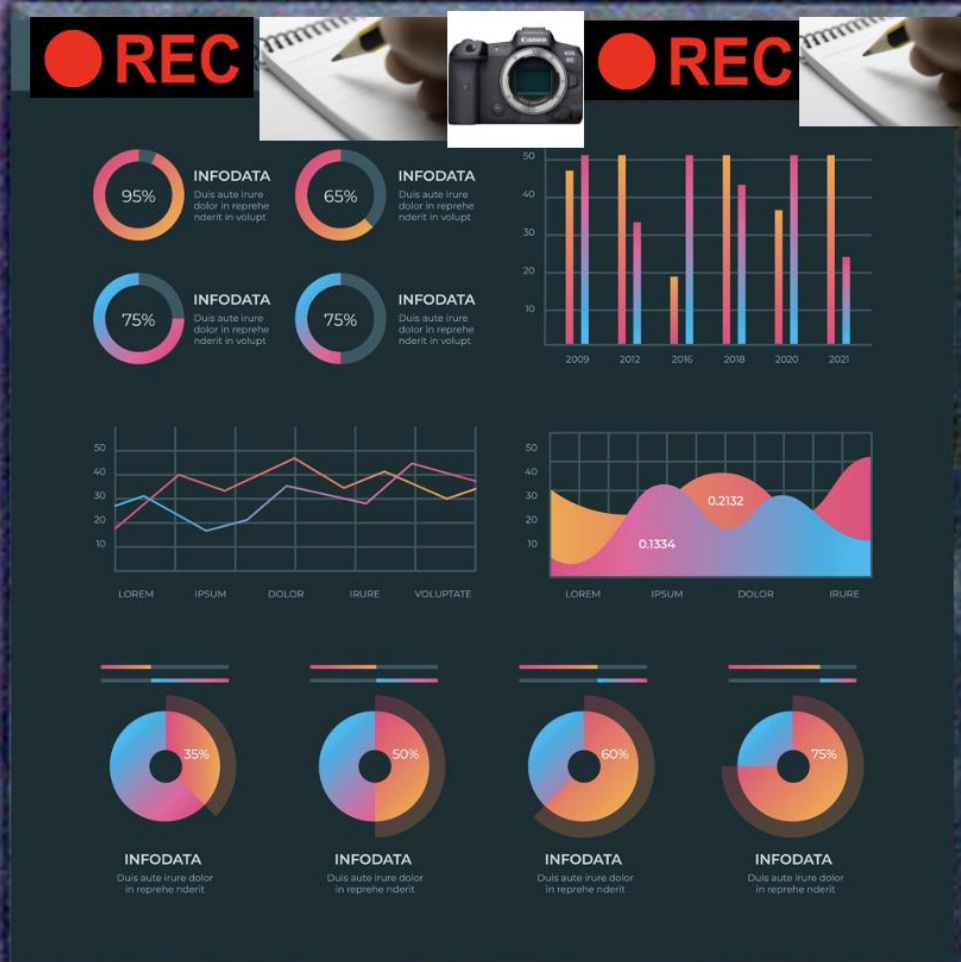 REC
Canon
REC
95%
INFODATA
Duis aute irure
dolor in reprehe
nderit in volupt
65%
INFODATA
Duis aute irure
dolor in reprehe
nderit in volupt
75%
INFODATA
Duis aute irure
dolor in reprehe
nderit in volupt
75%
INFODATA
Duis aute irure
dolor in reprehe
nderit in volupt
50
40
30
20
10
2009 2012 2016 2018 2020 2021
50
40
30
20
10
LOREM IPSUM DOLOR IRURE VOLUPTATE
50
40
30
20
10
0.2132
0.1334
LOREM IPSUM DOLOR IRURE
35%
INFODATA
Duis aute irure dolor
in reprehe nderit
50%
INFODATA
Duis aute irure dolor
in reprehe nderit
60%
INFODATA
Duis aute irure dolor
in reprehe nderit
75%
INFODATA
Duis aute irure dolor
in reprehe nderit